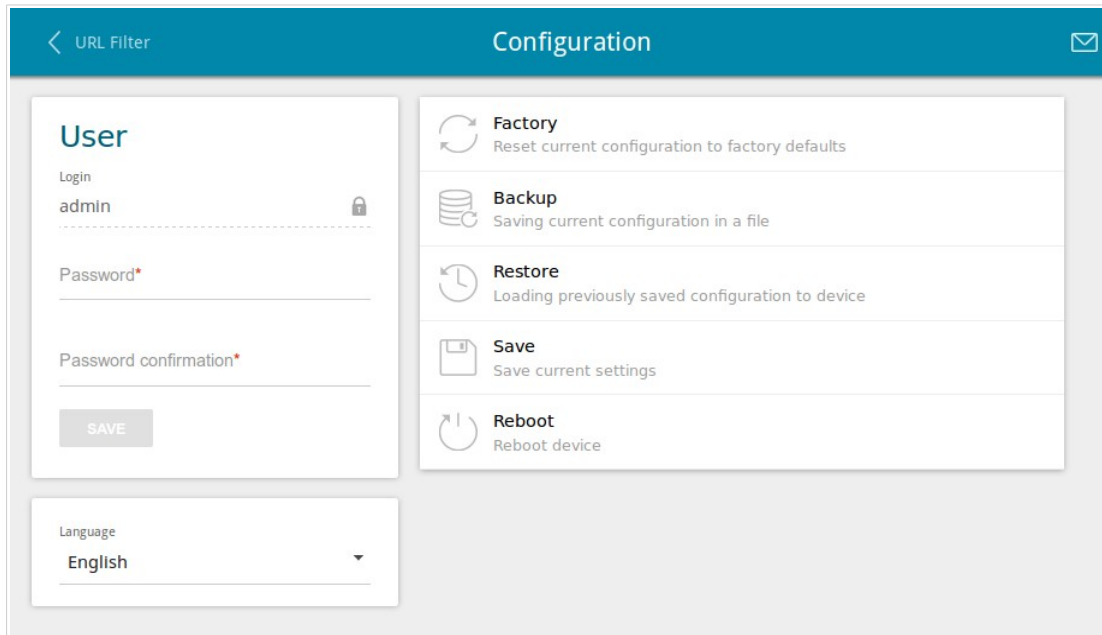 URL Filter
Configuration
User
Login
admin
Password*
Password confirmation*
SAVE
Language
English
Factory
Reset current configuration to factory defaults
Backup
Saving current configuration in a file
Restore
Loading previously saved configuration to device
Save
Save current settings
Reboot
Reboot device